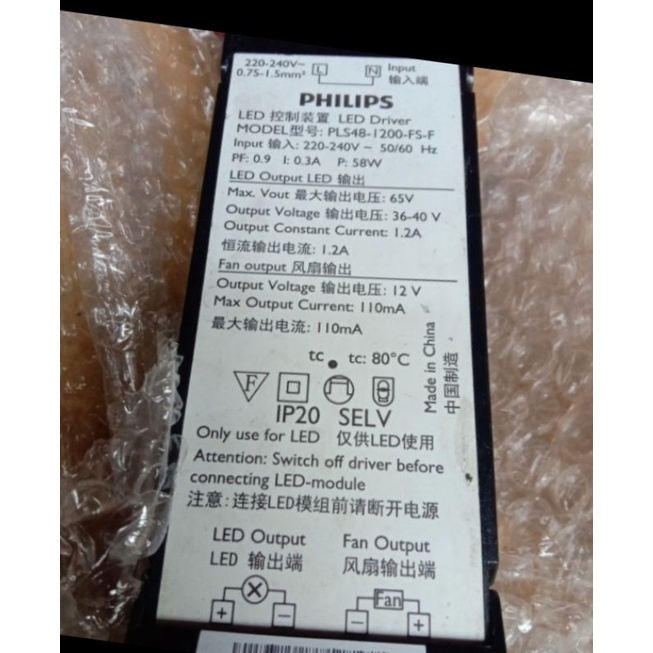 220-240V~
0.75-1.5mm² L N Input
输入端
PHILIPS
LED 控制装置 LED Driver
MODEL型号: PLS48-1200-FS-F
Input 输入: 220-240V ~ 50/60 Hz
PF: 0.9 I: 0.3A P: 58W
LED Output LED 输出
Max. Vout 最大输出电压: 65V
Output Voltage 输出电压: 36-40 V
Output Constant Current: 1.2A
恒流输出电流: 1.2A
Fan output 风扇输出
Output Voltage 输出电压: 12 V
Max Output Current: 110mA
最大输出电流: 110mA
tc tc: 80°C
Made in China
中国制造
F
IP20 SELV
Only use for LED 仅供LED使用
Attention: Switch off driver before
connecting LED-module
注意: 连接LED模组前请断开电源
LED Output Fan Output
LED 输出端 风扇输出端
Fan
+ − − +